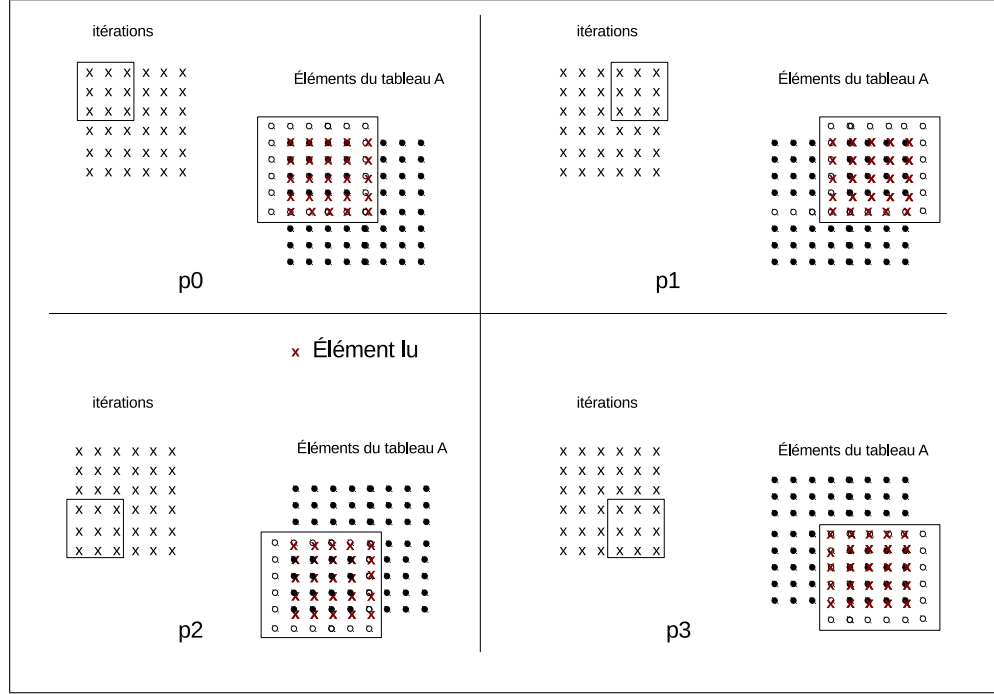 itérations
Éléments du tableau A
p0
itérations
Éléments du tableau A
p1
x Élément lu
itérations
Éléments du tableau A
p2
itérations
Éléments du tableau A
p3